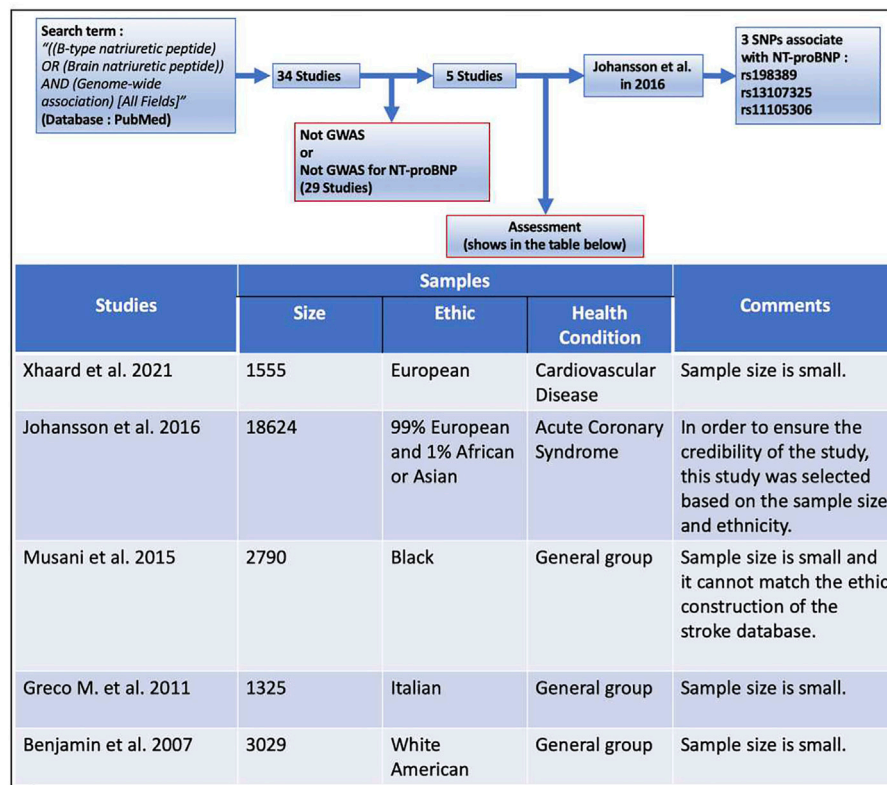 Search term :
"((B-type natriuretic peptide)
OR (Brain natriuretic peptide))
AND (Genome-wide
association) [All Fields]"
(Database : PubMed)
34 Studies
5 Studies
Johansson et al.
in 2016
3 SNPs associate
with NT-proBNP :
rs198389
rs13107325
rs11105306
Not GWAS
or
Not GWAS for NT-proBNP
(29 Studies)
Assessment
(shows in the table below)
Studies
Samples
Comments
Size
Ethic
Health
Condition
Xhaard et al. 2021
1555
European
Cardiovascular
Disease
Sample size is small.
Johansson et al. 2016
18624
99% European
and 1% African
or Asian
Acute Coronary
Syndrome
In order to ensure the
credibility of the study,
this study was selected
based on the sample size
and ethnicity.
Musani et al. 2015
2790
Black
General group
Sample size is small and
it cannot match the ethic
construction of the
stroke database.
Greco M. et al. 2011
1325
Italian
General group
Sample size is small.
Benjamin et al. 2007
3029
White
American
General group
Sample size is small.